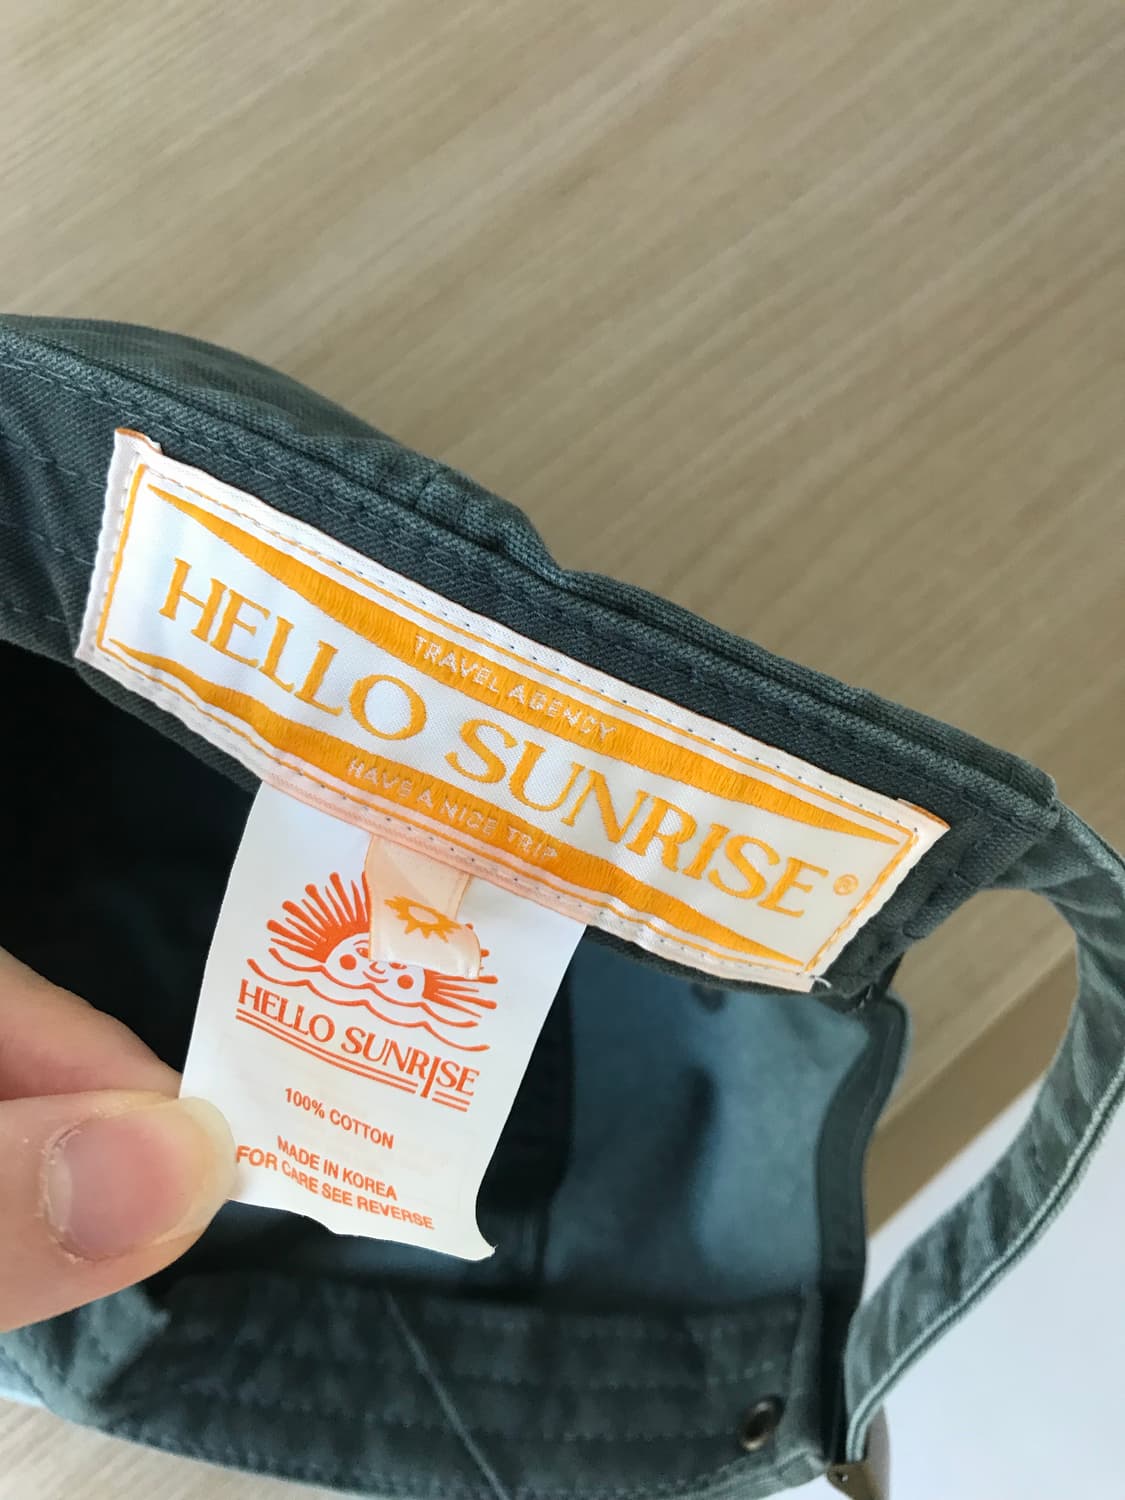 TRAVEL AGENCY
HELLO SUNRISE®
HAVE A NICE TRIP
HELLO SUNRISE
100% COTTON
MADE IN KOREA
FOR CARE SEE REVERSE